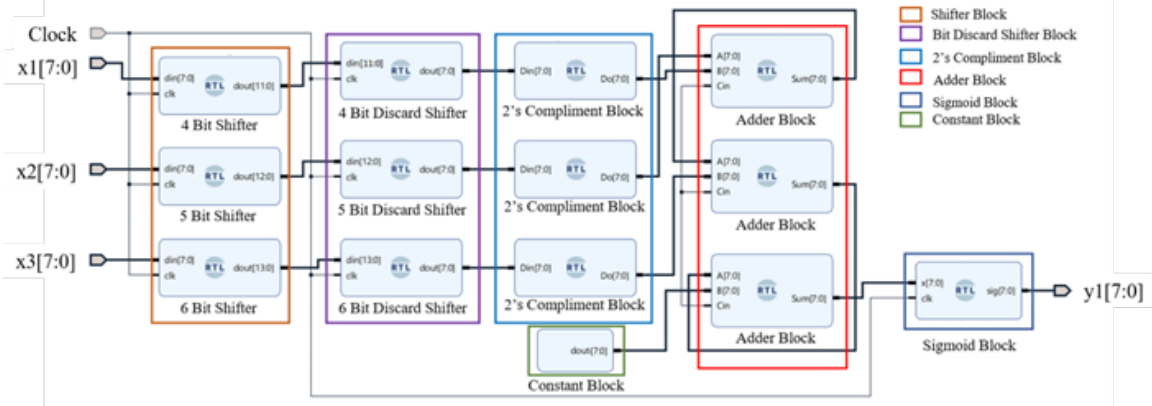 Clock
x1[7:0]
x2[7:0]
x3[7:0]
din[7:0]
clk
RTL
dout[11:0]
4 Bit Shifter
din[7:0]
clk
RTL
dout[12:0]
5 Bit Shifter
din[7:0]
clk
RTL
dout[13:0]
6 Bit Shifter
din[11:0]
clk
RTL
dout[7:0]
4 Bit Discard Shifter
din[12:0]
clk
RTL
dout[7:0]
5 Bit Discard Shifter
din[13:0]
clk
RTL
dout[7:0]
6 Bit Discard Shifter
Din[7:0]
RTL
Do[7:0]
2's Compliment Block
Din[7:0]
RTL
Do[7:0]
2's Compliment Block
Din[7:0]
RTL
Do[7:0]
2's Compliment Block
dout[7:0]
Constant Block
A[7:0]
B[7:0]
Cin
RTL
Sum[7:0]
Adder Block
A[7:0]
B[7:0]
Cin
RTL
Sum[7:0]
Adder Block
A[7:0]
B[7:0]
Cin
RTL
Sum[7:0]
Adder Block
x[7:0]
clk
RTL
sig[7:0]
Sigmoid Block
y1[7:0]
Shifter Block
Bit Discard Shifter Block
2's Compliment Block
Adder Block
Sigmoid Block
Constant Block